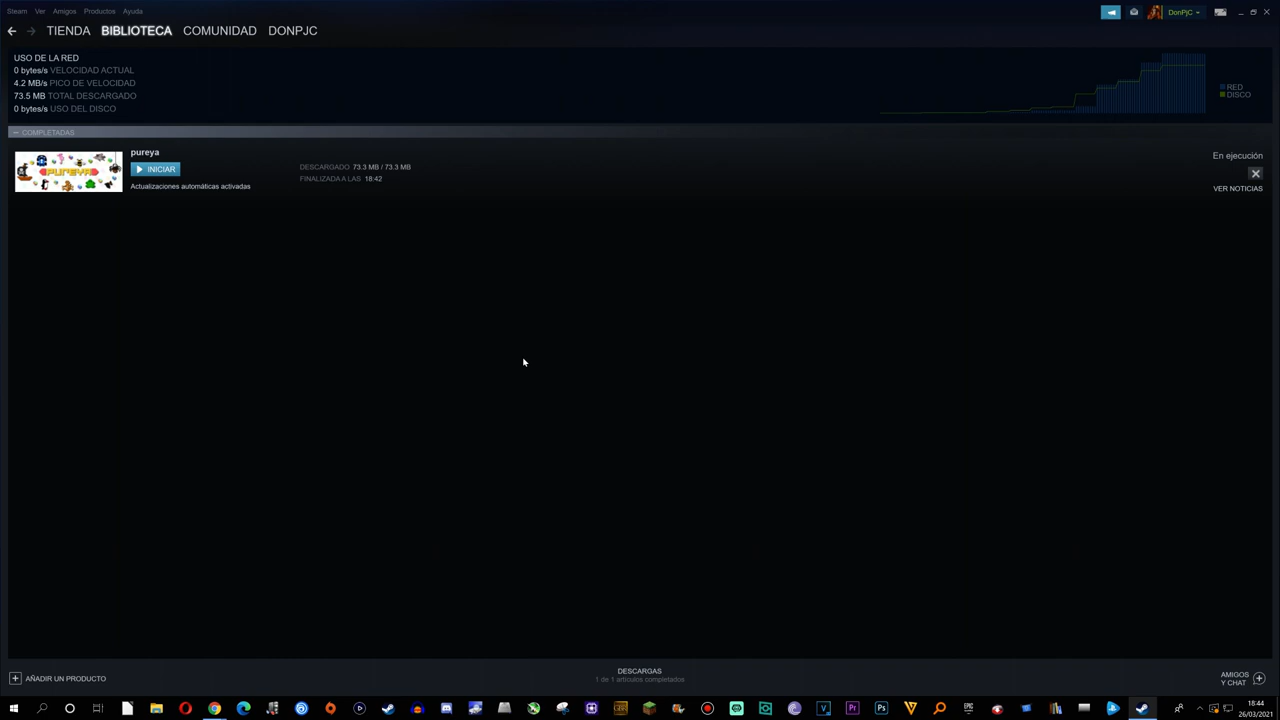 Steam Ver Amigos Productos Ayuda
DonPjC
TIENDA BIBLIOTECA COMUNIDAD DONPJC
USO DE LA RED
0 bytes/s VELOCIDAD ACTUAL
4.2 MB/s PICO DE VELOCIDAD
73.5 MB TOTAL DESCARGADO
0 bytes/s USO DEL DISCO
RED
DISCO
COMPLETADAS
PUREYA
pureya
INICIAR
Actualizaciones automáticas activadas
DESCARGADO 73.3 MB / 73.3 MB
FINALIZADA A LAS 18:42
En ejecución
VER NOTICIAS
AÑADIR UN PRODUCTO
DESCARGAS
1 de 1 artículos completados
AMIGOS
Y CHAT
18:44
26/03/2021